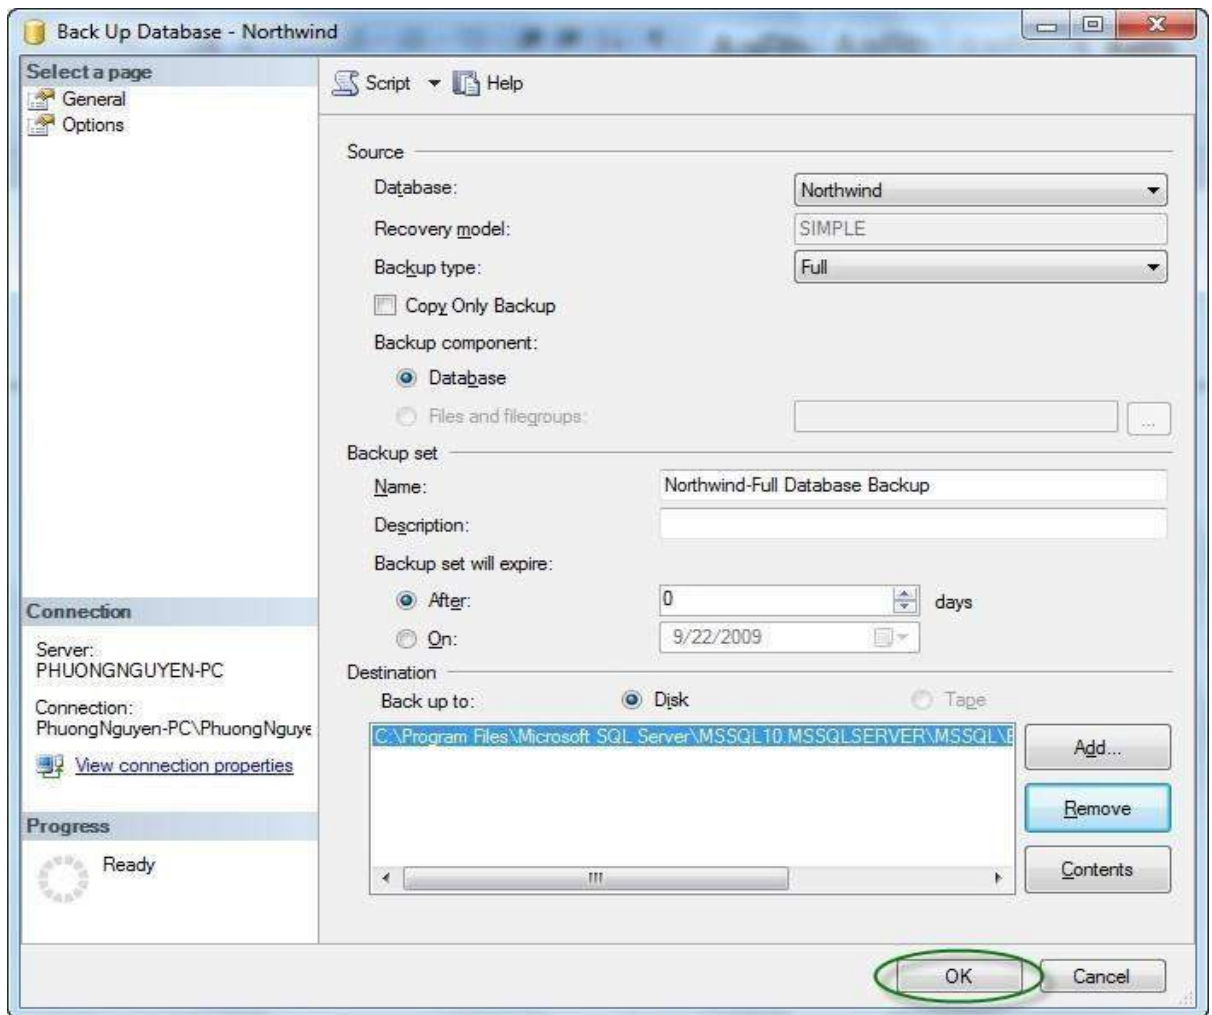 Back Up Database - Northwind
Select a page
General
Options
Script Help
Source
Database: Northwind
Recovery model: SIMPLE
Backup type: Full
Copy Only Backup
Backup component:
Database
Files and filegroups: ...
Backup set
Name: Northwind-Full Database Backup
Description:
Backup set will expire:
After: 0 days
On: 9/22/2009
Destination
Back up to: Disk Tape
C:\Program Files\Microsoft SQL Server\MSSQL10.MSSQLSERVER\MSSQL\
Add...
Remove
Contents
Connection
Server:
PHUONGNGUYEN-PC
Connection:
PhuongNguyen-PC\PhuongNguye
View connection properties
Progress
Ready
OK Cancel